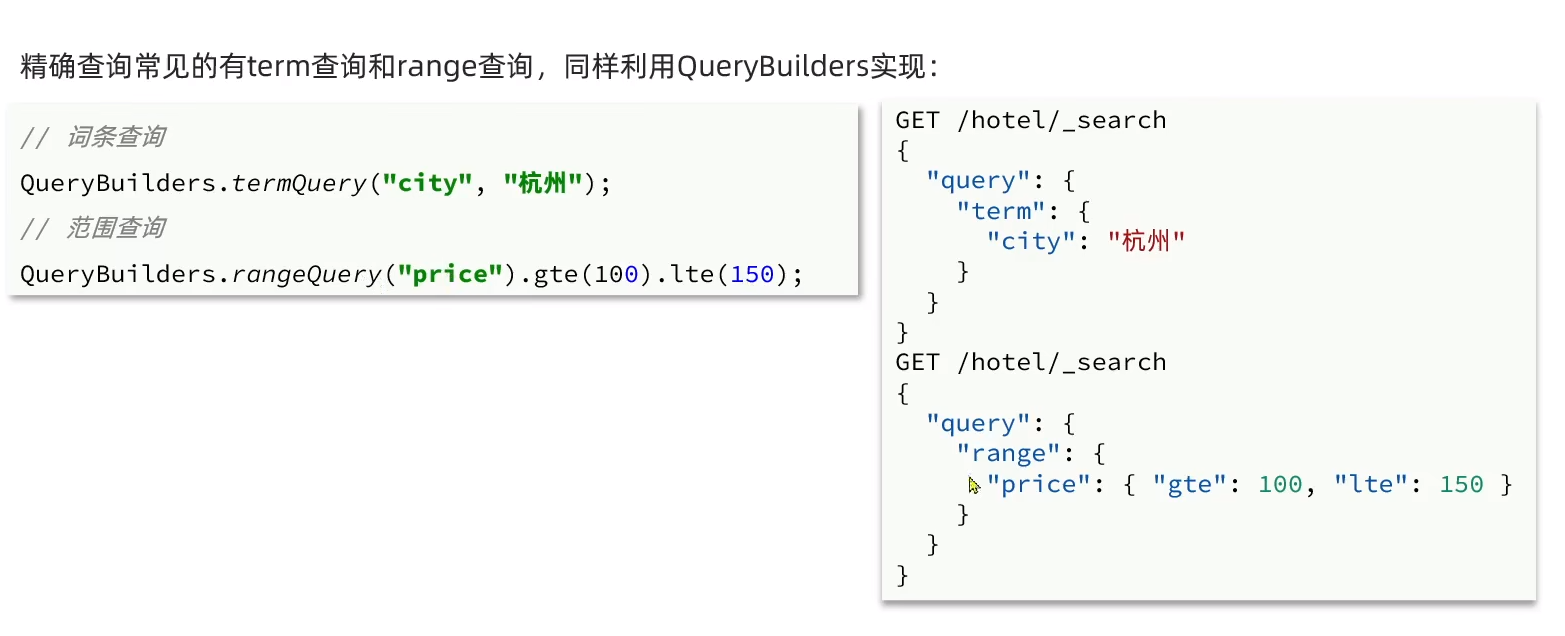 精确查询常见的有term查询和range查询，同样利用QueryBuilders实现：
// 词条查询
QueryBuilders.termQuery("city", "杭州");
// 范围查询
QueryBuilders.rangeQuery("price").gte(100).lte(150);
GET /hotel/_search
{
  "query": {
    "term": {
      "city": "杭州"
    }
  }
}
GET /hotel/_search
{
  "query": {
    "range": {
      "price": { "gte": 100, "lte": 150 }
    }
  }
}